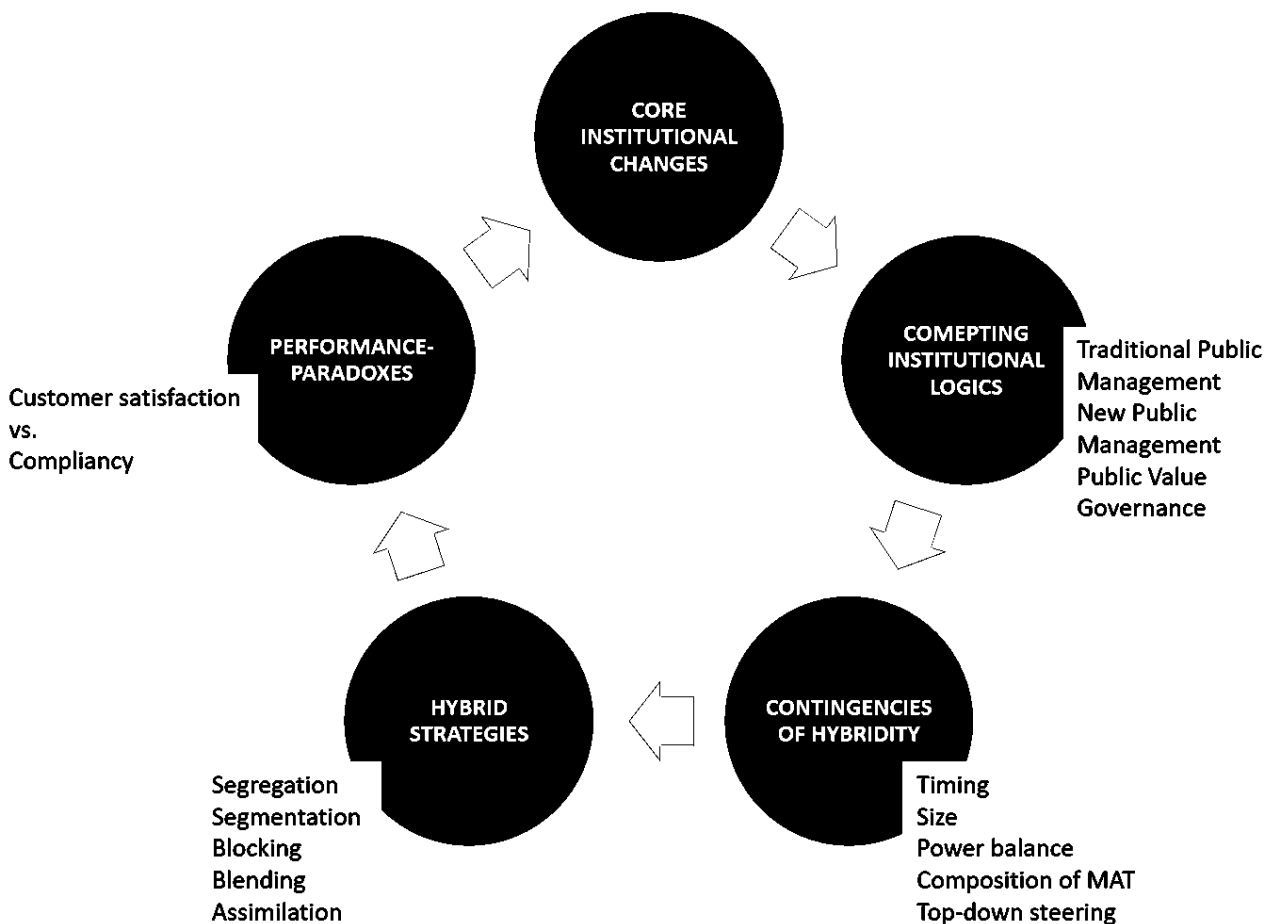 CORE
INSTITUTIONAL
CHANGES
COMEPTING
INSTITUTIONAL
LOGICS
Traditional Public
Management
New Public
Management
Public Value
Governance
CONTINGENCIES
OF HYBRIDITY
Timing
Size
Power balance
Composition of MAT
Top-down steering
HYBRID
STRATEGIES
Segregation
Segmentation
Blocking
Blending
Assimilation
PERFORMANCE-
PARADOXES
Customer satisfaction
vs.
Compliancy